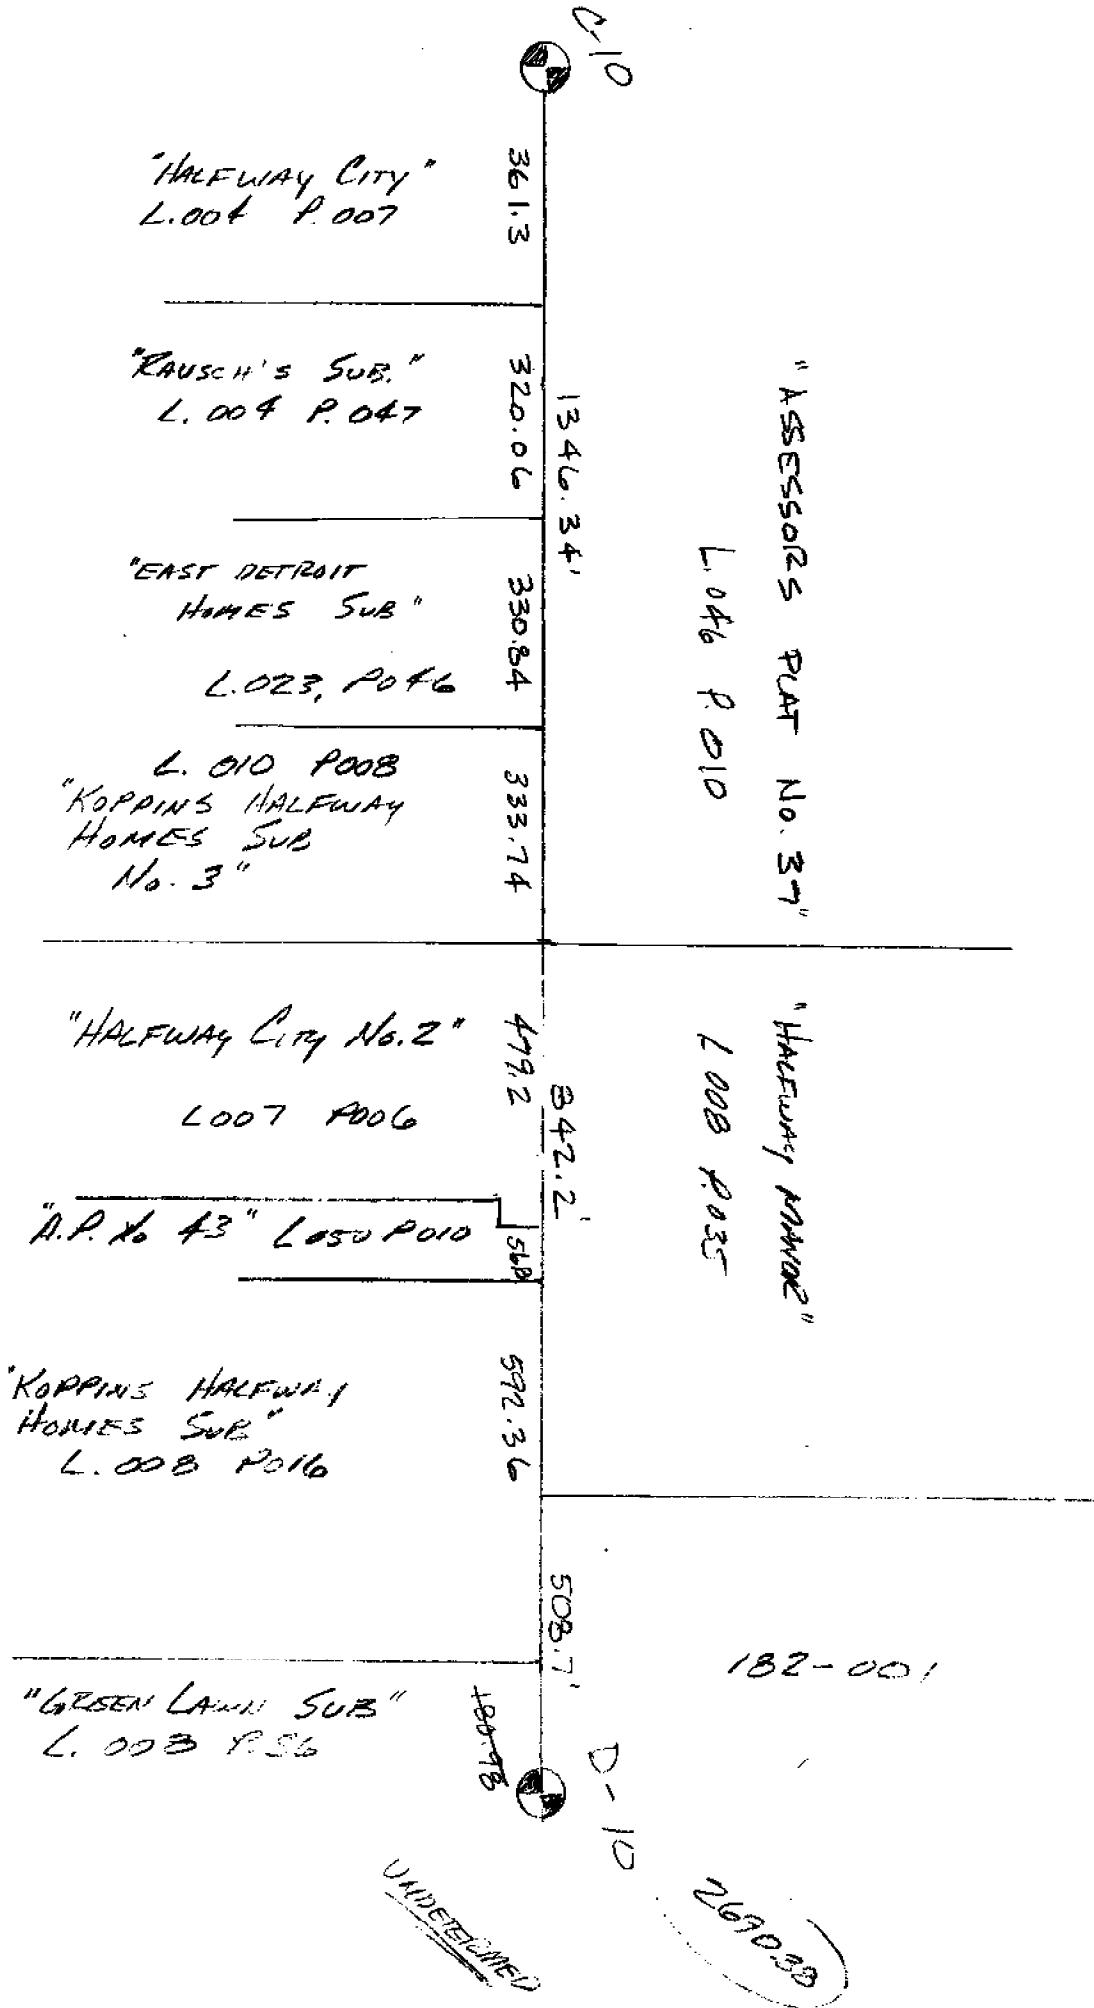 C-10
"HALFWAY CITY"
L.004 P.007
361.3
"RAUSCH'S SUB."
L.004 P.047
320.06
1346.34'
"ASSESSORS PLAT No. 37"
L.046 P.010
"EAST DETROIT
HOMES SUB"
L.023, P046
330.84
L. 010 P008
"KOPPINS HALFWAY
HOMES SUB
No. 3"
333.74
"HALFWAY CITY No. 2"
L007 P006
479.2
842.2'
"HALFWAY MANOR"
L 008 P.035
"A.P. No 43" L050 P010
"KOPPINS HALFWAY
HOMES SUB"
L.008 P016
592.36
508.7'
182-001
"GREEN LAWN SUB"
L. 003 P.56
180.98
D-10
UNDETERMINED